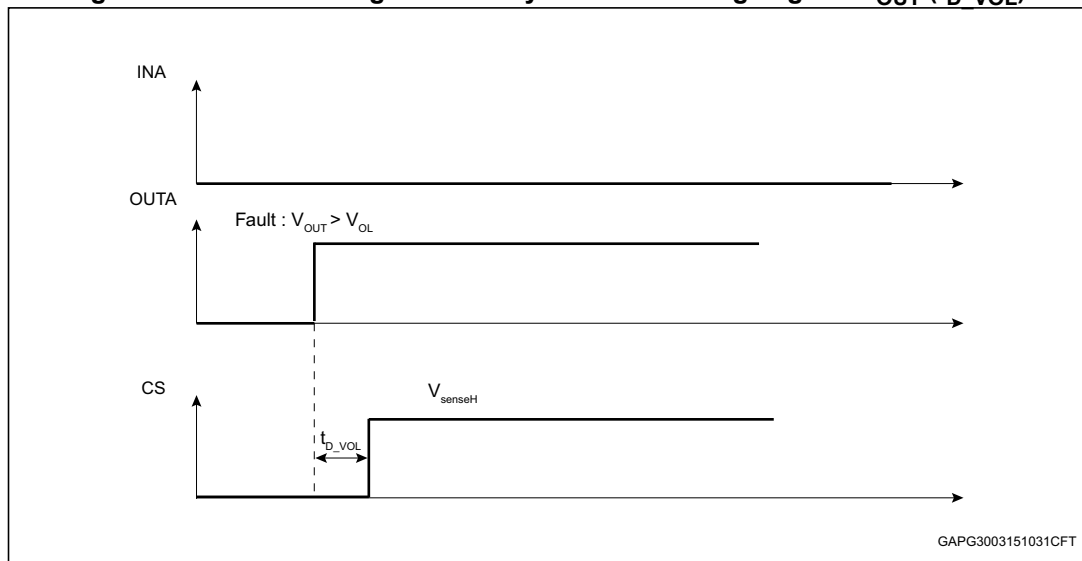 INA
OUTA
Fault : V_OUT > V_OL
CS
V_senseH
t_D_VOL
GAPG3003151031CFT